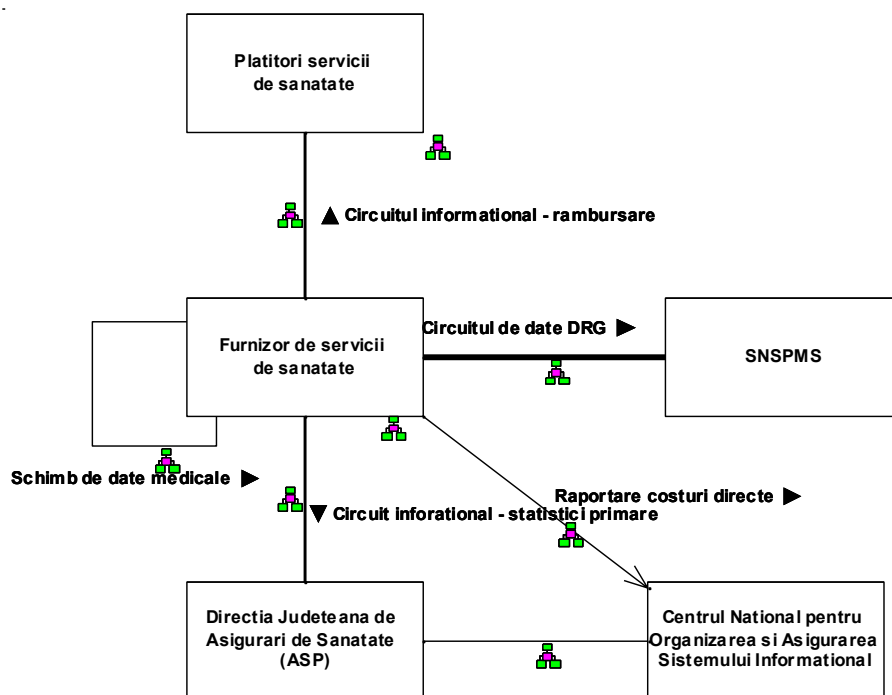 Platitori servicii
de sanatate
▲ Circuitul informational - rambursare
Furnizor de servicii
de sanatate
Circuitul de date DRG ►
SNSPMS
Schimb de date medicale ►
Raportare costuri directe ►
▼ Circuit inforational - statistici primare
Directia Judeteana de
Asigurari de Sanatate
(ASP)
Centrul National pentru
Organizarea si Asigurarea
Sistemului Informational